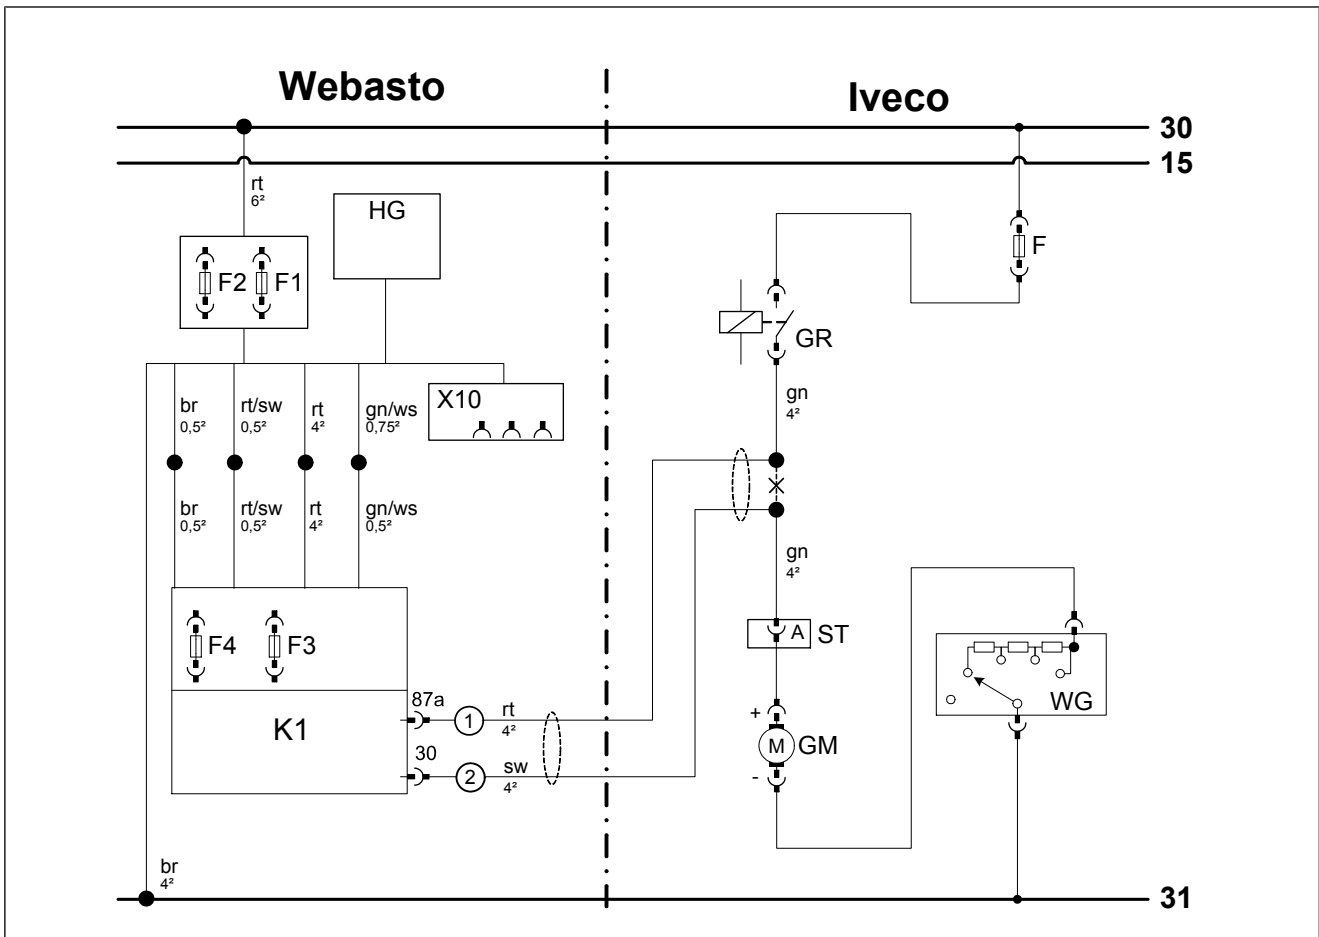 Webasto
Iveco
30
15
rt
6²
HG
F2
F1
F
GR
X10
br
0,5²
rt/sw
0,5²
rt
4²
gn/ws
0,75²
gn
4²
br
0,5²
rt/sw
0,5²
rt
4²
gn/ws
0,5²
gn
4²
F4
F3
A
ST
87a
1
rt
4²
K1
30
2
sw
4²
+
M
GM
-
WG
br
4²
31